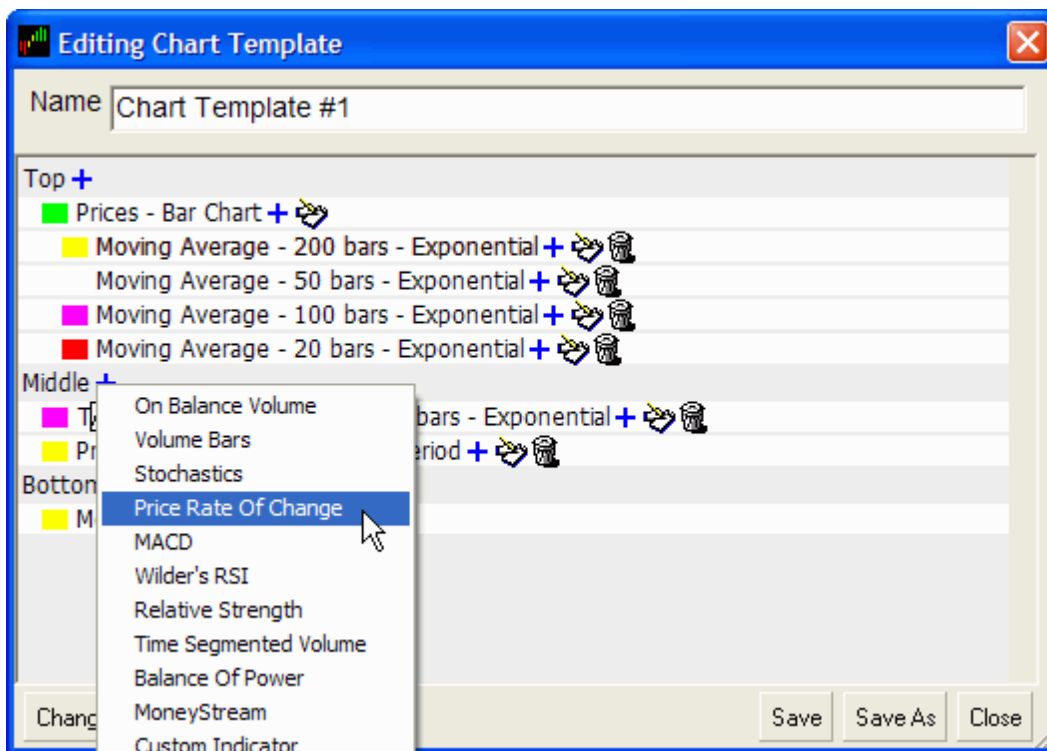 Editing Chart Template
Name Chart Template #1
Top
Prices - Bar Chart
Moving Average - 200 bars - Exponential
Moving Average - 50 bars - Exponential
Moving Average - 100 bars - Exponential
Moving Average - 20 bars - Exponential
Middle
bars - Exponential
On Balance Volume
Volume Bars
Stochastics
Price Rate Of Change
MACD
Wilder's RSI
Relative Strength
Time Segmented Volume
Balance Of Power
MoneyStream
Custom Indicator
Save Save As Close